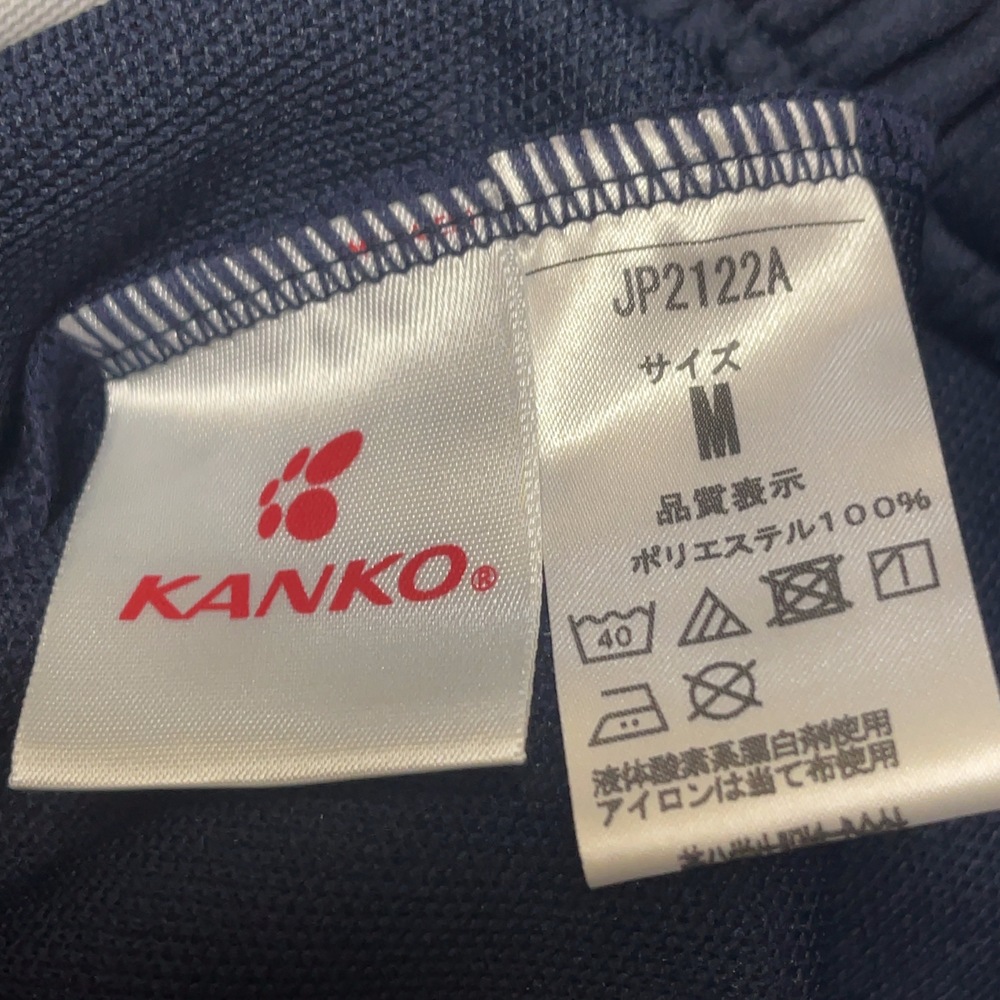 KANKO®
JP2122A
サイズ
M
品質表示
ポリエステル100%
40
液体酸素系漂白剤使用
アイロンは当て布使用